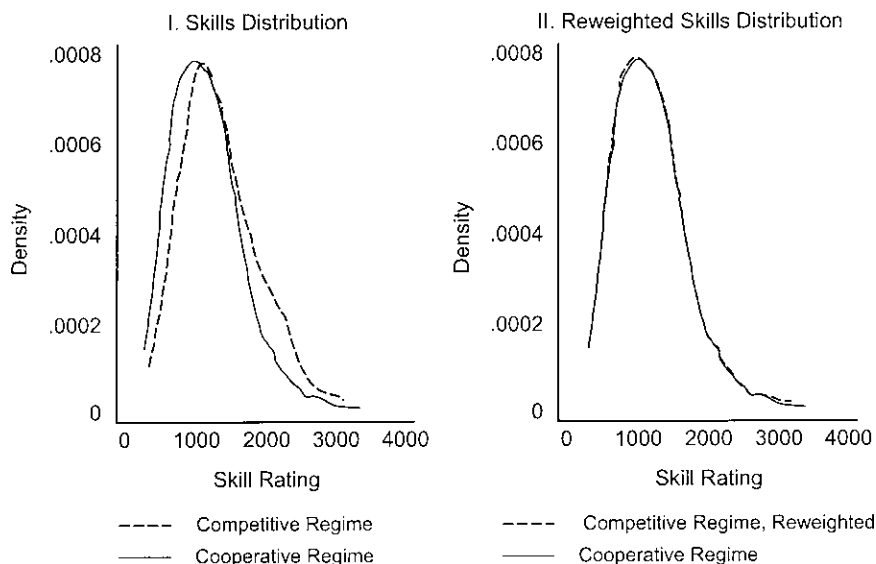 I. Skills Distribution
.0008
.0006
.0004
.0002
0
Density
0
1000
2000
3000
4000
Skill Rating
Competitive Regime
Cooperative Regime
II. Reweighted Skills Distribution
.0008
.0006
.0004
.0002
0
Density
0
1000
2000
3000
4000
Skill Rating
Competitive Regime, Reweighted
Cooperative Regime